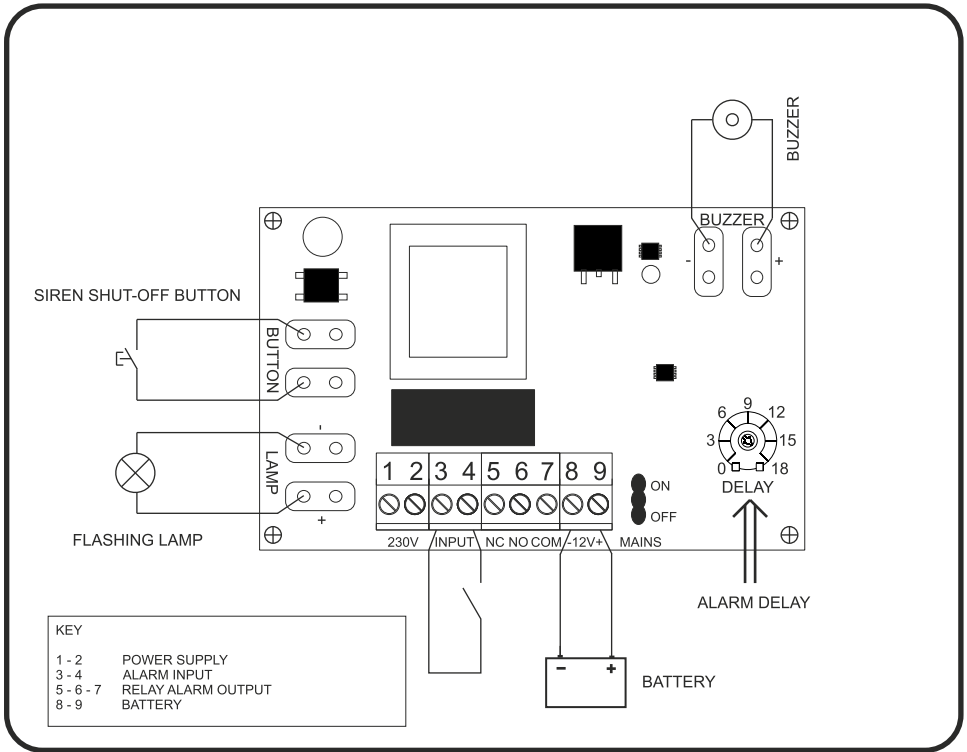 BUZZER
BUZZER
- +
SIREN SHUT-OFF BUTTON
BUTTON
-
LAMP
+
FLASHING LAMP
0 3 6 9 12 15 18
DELAY
ALARM DELAY
1 2 3 4 5 6 7 8 9
ON
OFF
230V INPUT NC NO COM -12V+ MAINS
- +
BATTERY
KEY
1 - 2 POWER SUPPLY
3 - 4 ALARM INPUT
5 - 6 - 7 RELAY ALARM OUTPUT
8 - 9 BATTERY